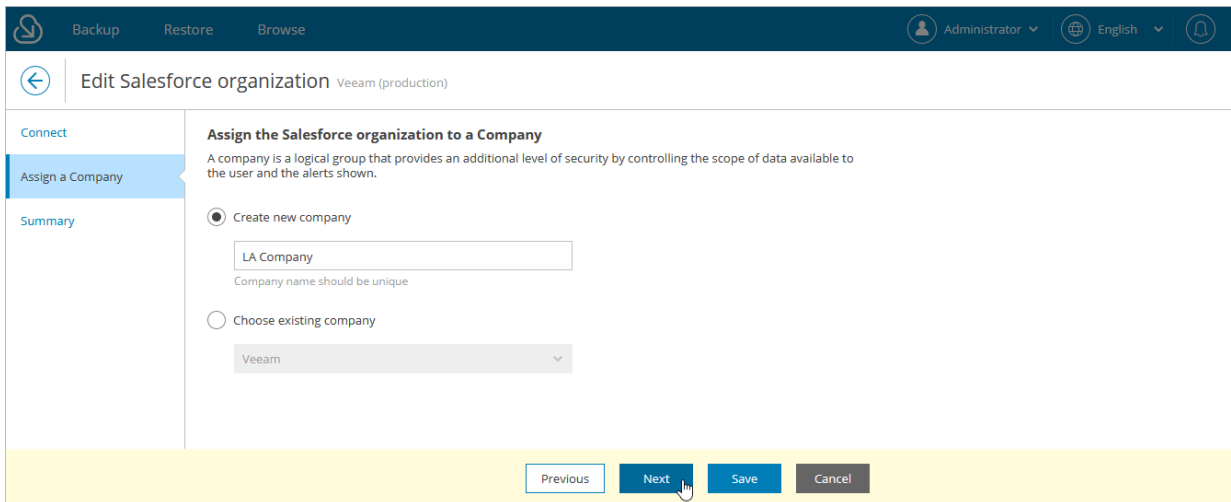 Backup Restore Browse Administrator English
Edit Salesforce organization Veeam (production)
Connect
Assign a Company
Summary
Assign the Salesforce organization to a Company
A company is a logical group that provides an additional level of security by controlling the scope of data available to
the user and the alerts shown.
Create new company
LA Company
Company name should be unique
Choose existing company
Veeam
Previous Next Save Cancel